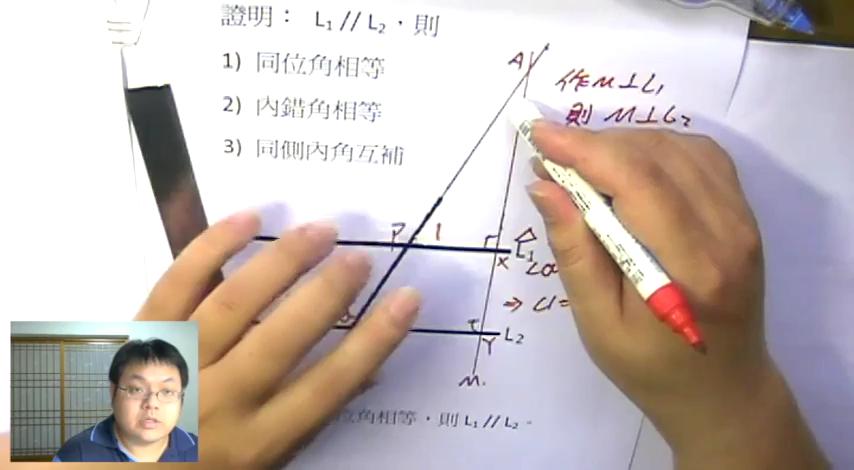 證明： L₁ // L₂，則
1) 同位角相等
2) 內錯角相等
3) 同側內角互補
A
作M⊥L₁
則 M⊥L₂
P 1
L₁
X
⇒ ∠1=
L₂
Y
M
位角相等，則 L₁ // L₂。